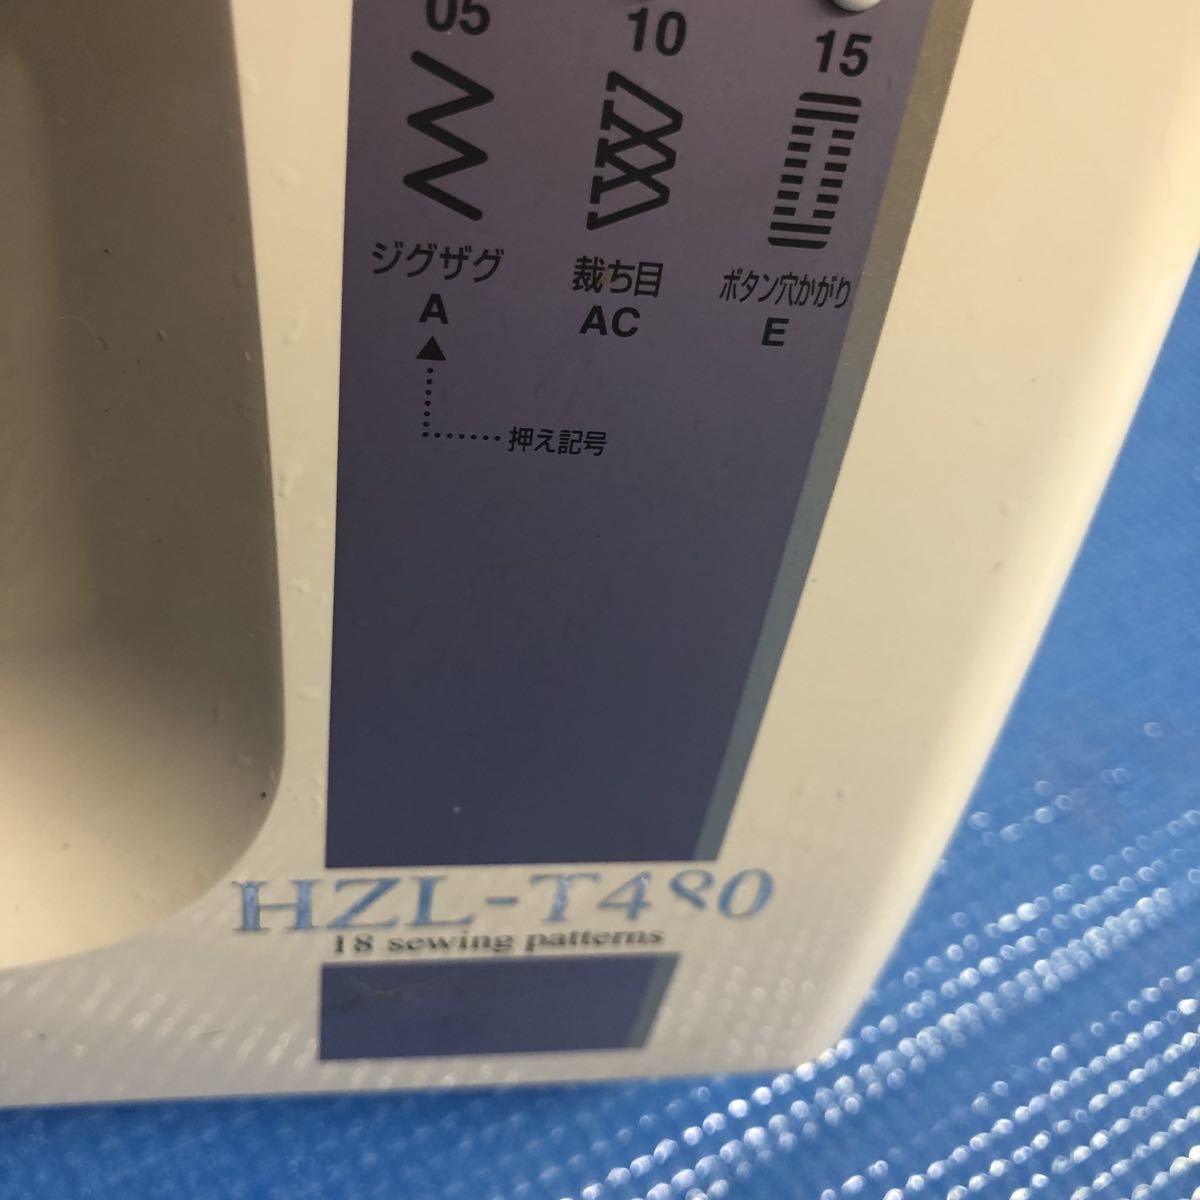 05
10
15
ジグザグ
裁ち目
ボタン穴かがり
A
AC
E
押え記号
HZL-T480
18 sewing patterns